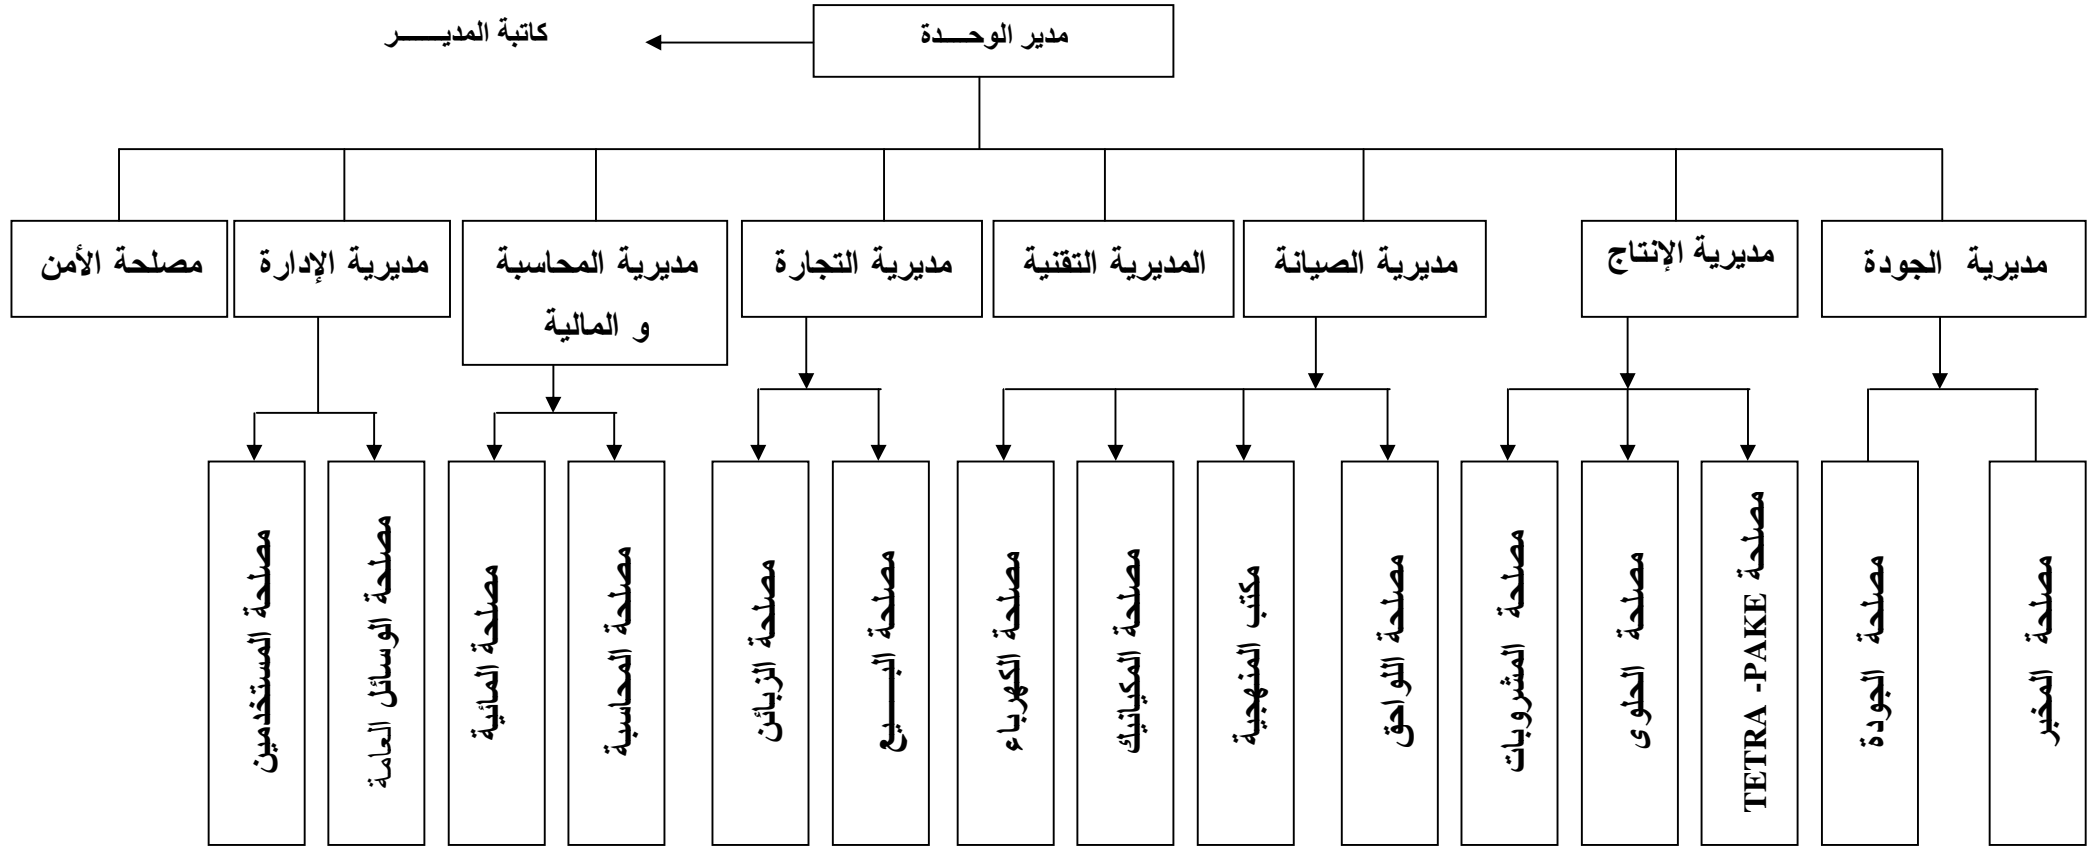 مدير الوحـــدة
كاتبة المديـــــر
مديرية الجودة
مديرية الإنتاج
مديرية الصيانة
المديرية التقنية
مديرية التجارة
مديرية المحاسبة
و المالية
مديرية الإدارة
مصلحة الأمن
مصلحة المخبر
مصلحة الجودة
مصلحة TETRA -PAKE
مصلحة الحلوى
مصلحة المشروبات
مصلحة اللواحق
مكتب المنهجية
مصلحة المكيانيك
مصلحة الكهرباء
مصلحة البـــــيع
مصلحة الزبائن
مصلحة المحاسبة
مصلحة المالية
مصلحة الوسائل العامة
مصلحة المستخدمين